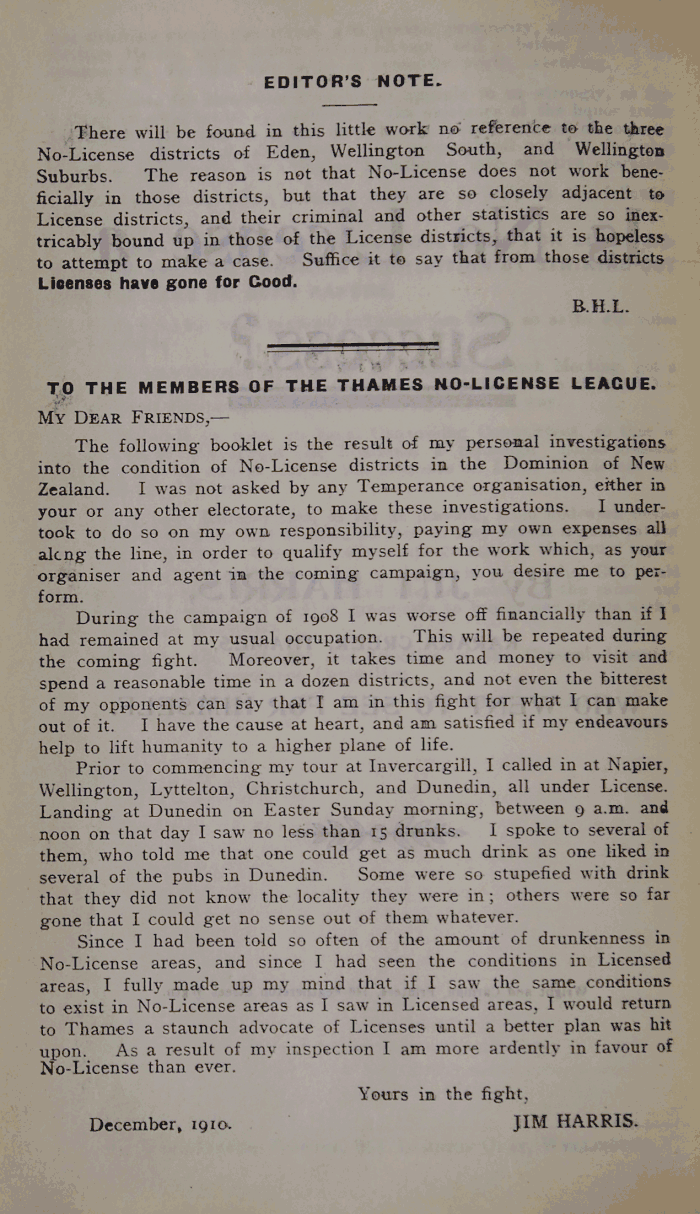 EDITOR'S NOTE.
There will be found in this little work no reference to the three
No-License districts of Eden, Wellington South, and Wellington
Suburbs. The reason is not that No-License does not work bene-
ficially in those districts, but that they are so closely adjacent to
License districts, and their criminal and other statistics are so inex-
tricably bound up in those of the License districts, that it is hopeless
to attempt to make a case. Suffice it to say that from those districts
Licenses have gone for Good.
B.H.L.
TO THE MEMBERS OF THE THAMES NO-LICENSE LEAGUE.
MY DEAR FRIENDS,—
The following booklet is the result of my personal investigations
into the condition of No-License districts in the Dominion of New
Zealand. I was not asked by any Temperance organisation, either in
your or any other electorate, to make these investigations. I under-
took to do so on my own responsibility, paying my own expenses all
along the line, in order to qualify myself for the work which, as your
organiser and agent in the coming campaign, you desire me to per-
form.
During the campaign of 1908 I was worse off financially than if I
had remained at my usual occupation. This will be repeated during
the coming fight. Moreover, it takes time and money to visit and
spend a reasonable time in a dozen districts, and not even the bitterest
of my opponents can say that I am in this fight for what I can make
out of it. I have the cause at heart, and am satisfied if my endeavours
help to lift humanity to a higher plane of life.
Prior to commencing my tour at Invercargill, I called in at Napier,
Wellington, Lyttelton, Christchurch, and Dunedin, all under License.
Landing at Dunedin on Easter Sunday morning, between 9 a.m. and
noon on that day I saw no less than 15 drunks. I spoke to several of
them, who told me that one could get as much drink as one liked in
several of the pubs in Dunedin. Some were so stupefied with drink
that they did not know the locality they were in; others were so far
gone that I could get no sense out of them whatever.
Since I had been told so often of the amount of drunkenness in
No-License areas, and since I had seen the conditions in Licensed
areas, I fully made up my mind that if I saw the same conditions
to exist in No-License areas as I saw in Licensed areas, I would return
to Thames a staunch advocate of Licenses until a better plan was hit
upon. As a result of my inspection I am more ardently in favour of
No-License than ever.
Yours in the fight,
December, 1910. JIM HARRIS.